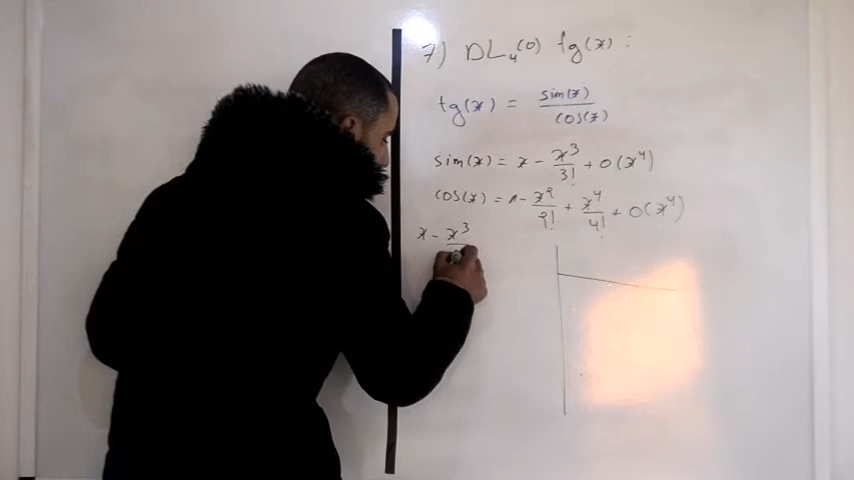 7) DL₄(0) tg(x) :
tg(x) = sin(x)/cos(x)
sin(x) = x - x³/3! + o(x⁴)
cos(x) = 1 - x²/2! + x⁴/4! + o(x⁴)
x - x³